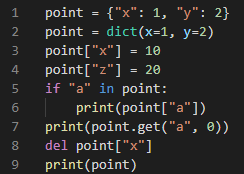 1 point = {"x": 1, "y": 2}
2 point = dict(x=1, y=2)
3 point["x"] = 10
4 point["z"] = 20
5 if "a" in point:
6     print(point["a"])
7 print(point.get("a", 0))
8 del point["x"]
9 print(point)